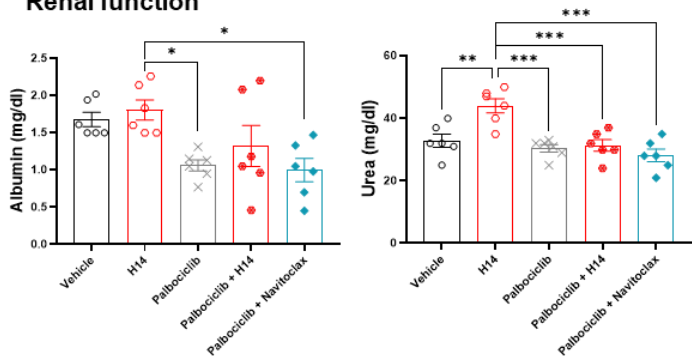 Renal function
*
*
Albumin (mg/dl)
2.5
2.0
1.5
1.0
0.5
0.0
Vehicle
H14
Palbociclib
Palbociclib + H14
Palbociclib + Navitoclax
***
***
**
***
Urea (mg/dl)
60
40
20
0
Vehicle
H14
Palbociclib
Palbociclib + H14
Palbociclib + Navitoclax